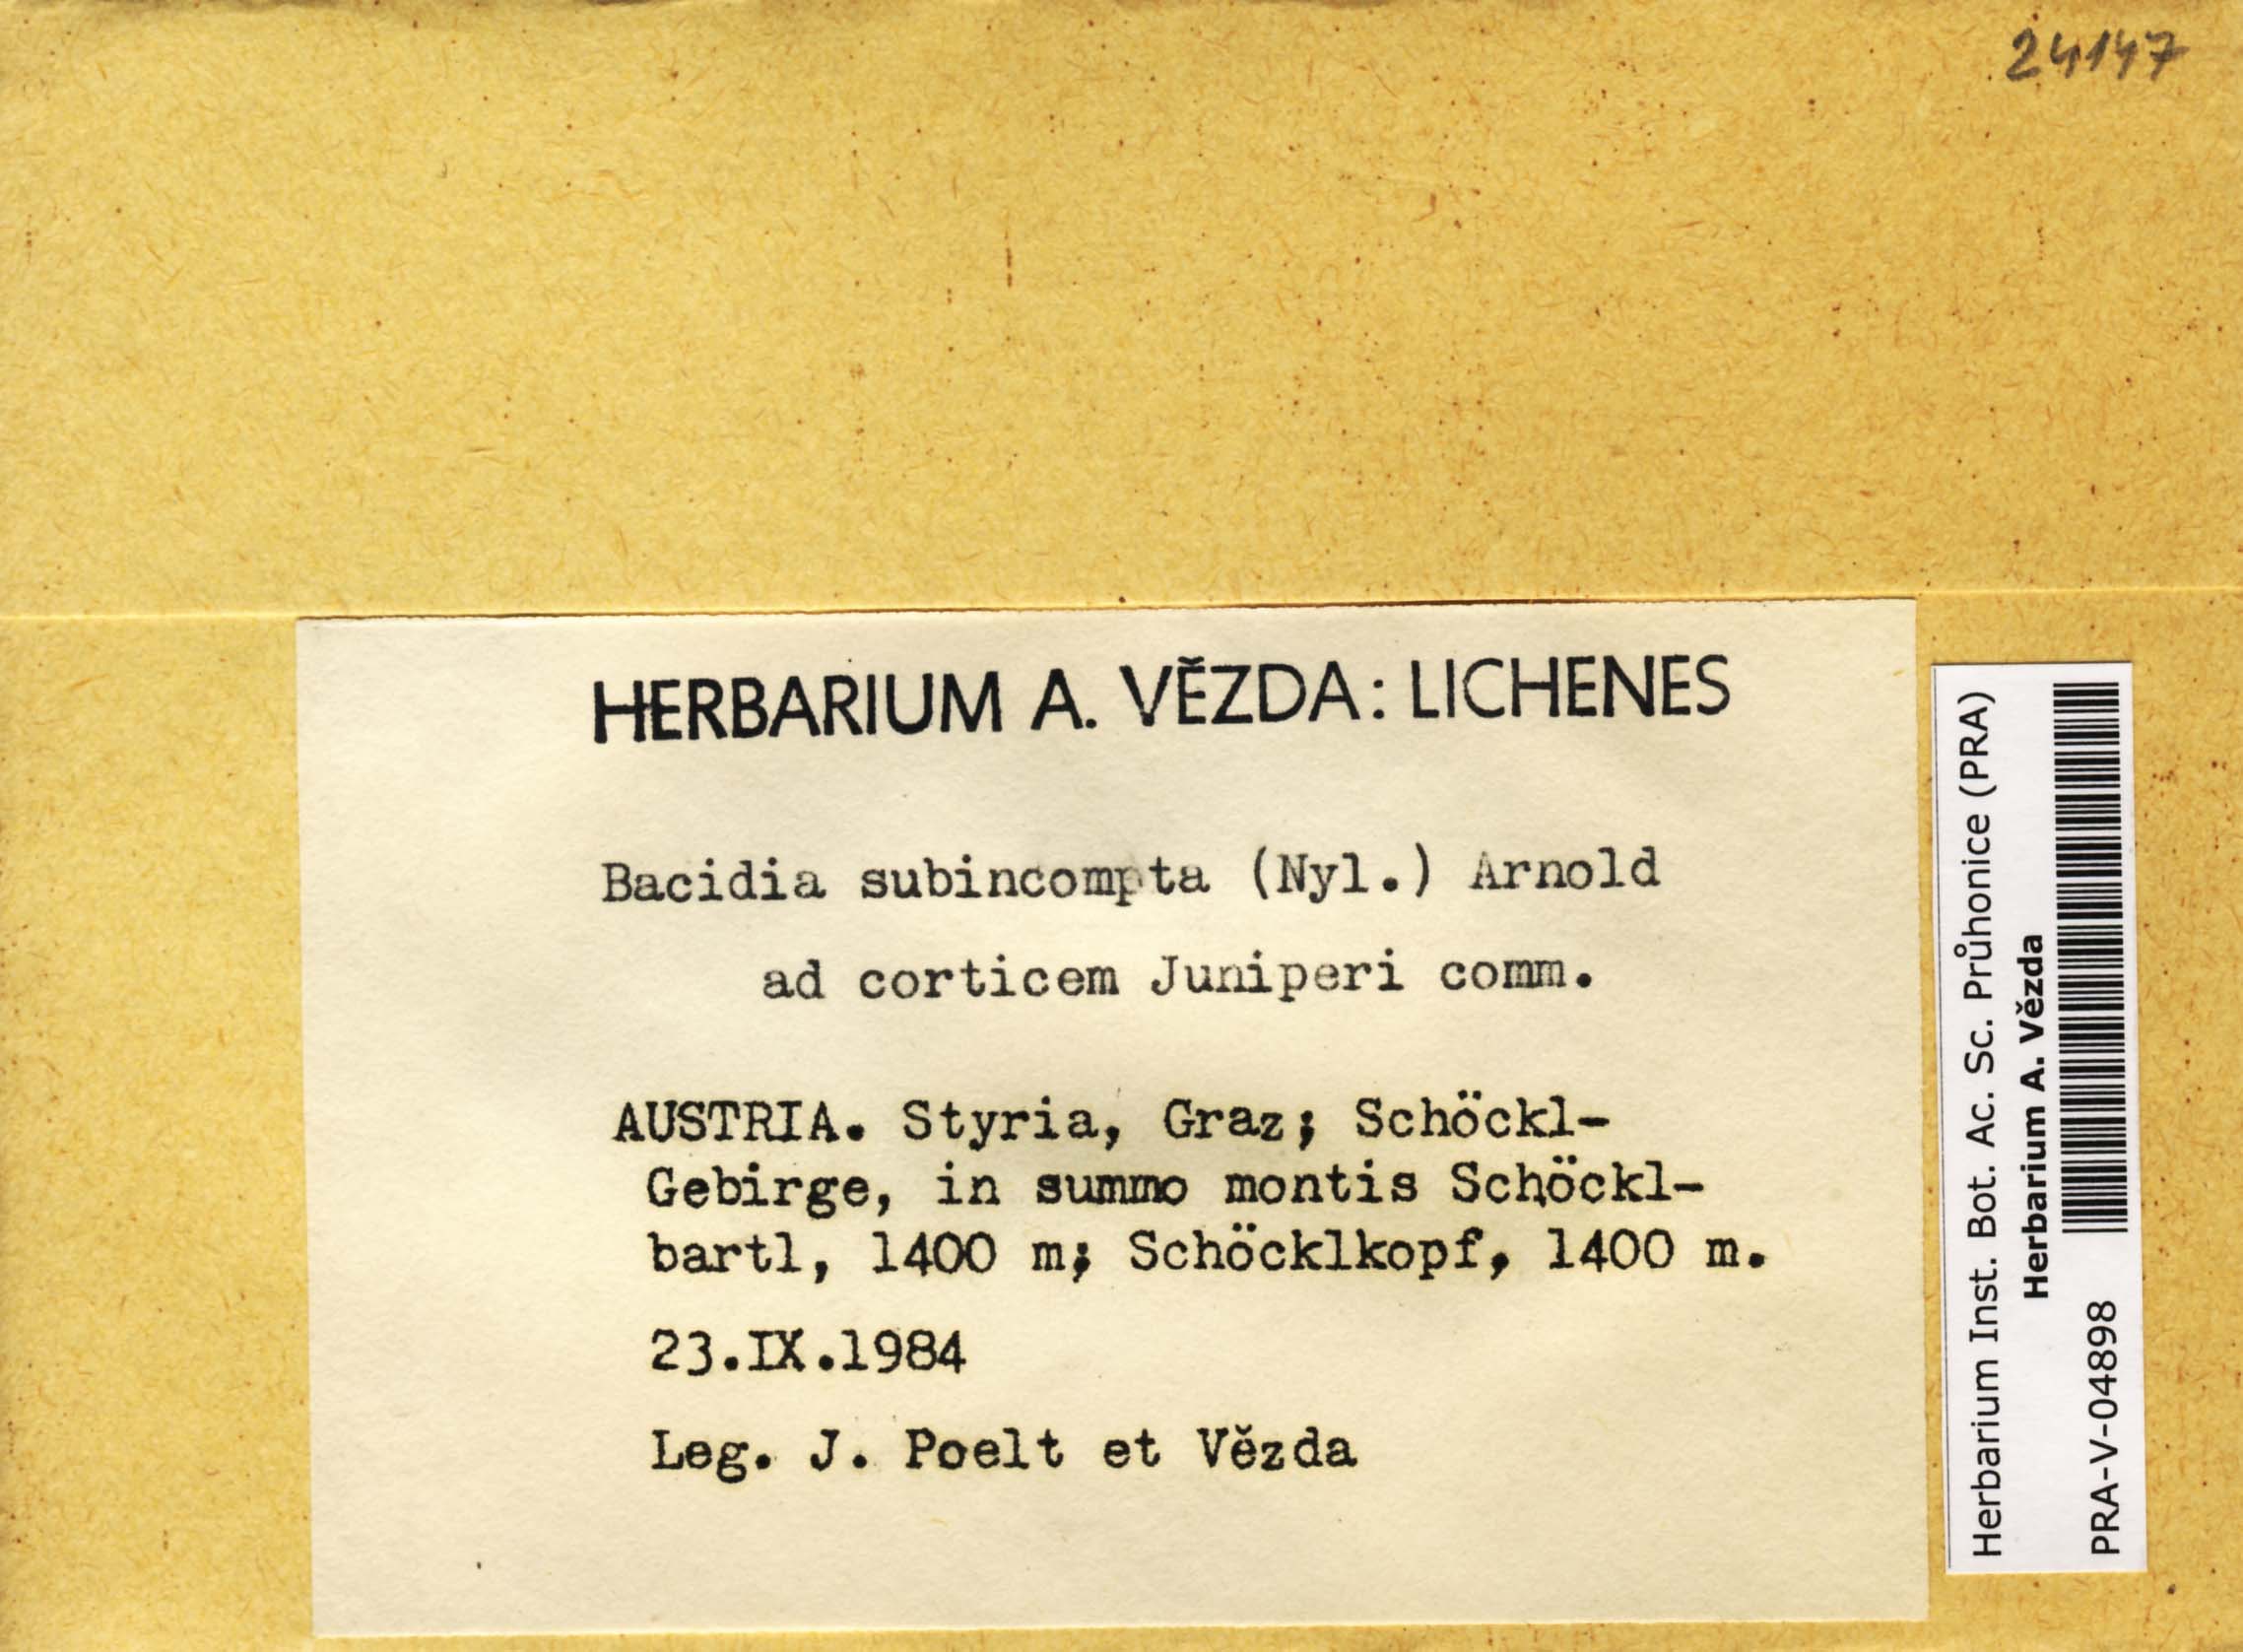 24147
HERBARIUM A. VĚZDA: LICHENES
Bacidia subincompta (Nyl.) Arnold
ad corticem Juniperi comm.
AUSTRIA. Styria, Graz; Schöckl-
Gebirge, in summo montis Schöckl-
bartl, 1400 m; Schöcklkopf, 1400 m.
23.IX.1984
Leg. J. Poelt et Vězda
Herbarium Inst. Bot. Ac. Sc. Průhonice (PRA)
Herbarium A. Vězda
PRA-V-04898